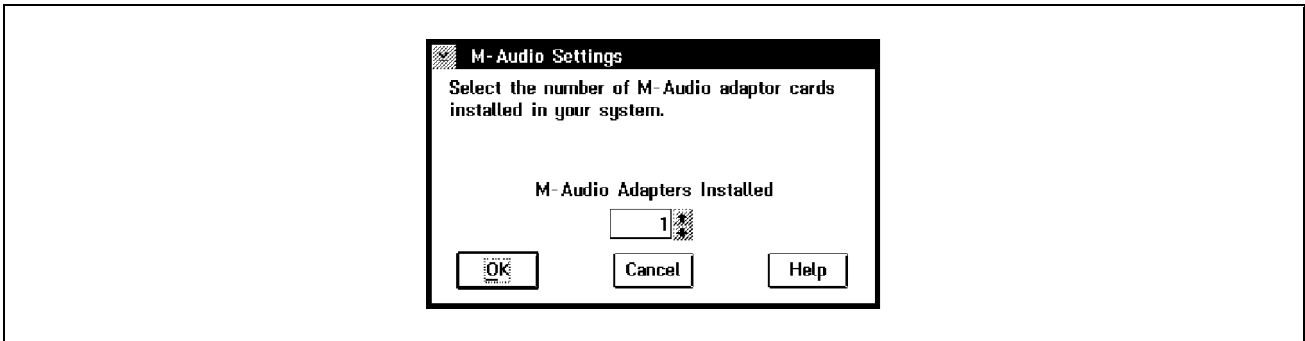 M-Audio Settings
Select the number of M-Audio adaptor cards
installed in your system.
M-Audio Adapters Installed
1
OK Cancel Help